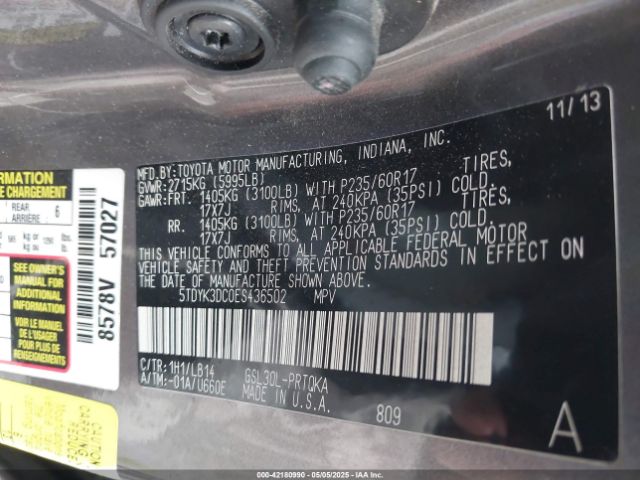 11/13
MFD.BY:TOYOTA MOTOR MANUFACTURING, INDIANA, INC.
GVWR:2715KG (5995LB)
GAWR:FRT. 1405KG (3100LB) WITH P235/60R17 TIRES,
17X7J RIMS, AT 240KPA (35PSI) COLD.
RR. 1405KG (3100LB) WITH P235/60R17 TIRES,
17X7J RIMS, AT 240KPA (35PSI) COLD.
THIS VEHICLE CONFORMS TO ALL APPLICABLE FEDERAL MOTOR
VEHICLE SAFETY AND THEFT PREVENTION STANDARDS IN EFFECT ON
THE DATE OF MANUFACTURE SHOWN ABOVE.
5TDYK3DC0ES436502 MPV
C/TR: 1H1/LB14 GSL30L-PRTQKA
A/TM:-01A/U660E MADE IN U.S.A.
809
A
8578V 57027
REAR
ARRIÈRE 6
SEE OWNER'S
MANUAL FOR
ADDITIONAL
INFORMATION
VOIR LE MANUEL
DE L'USAGER
POUR PLUS DE
RENSEIGNEMENTS
000-42180990 05/05/2025 IAAI.COM